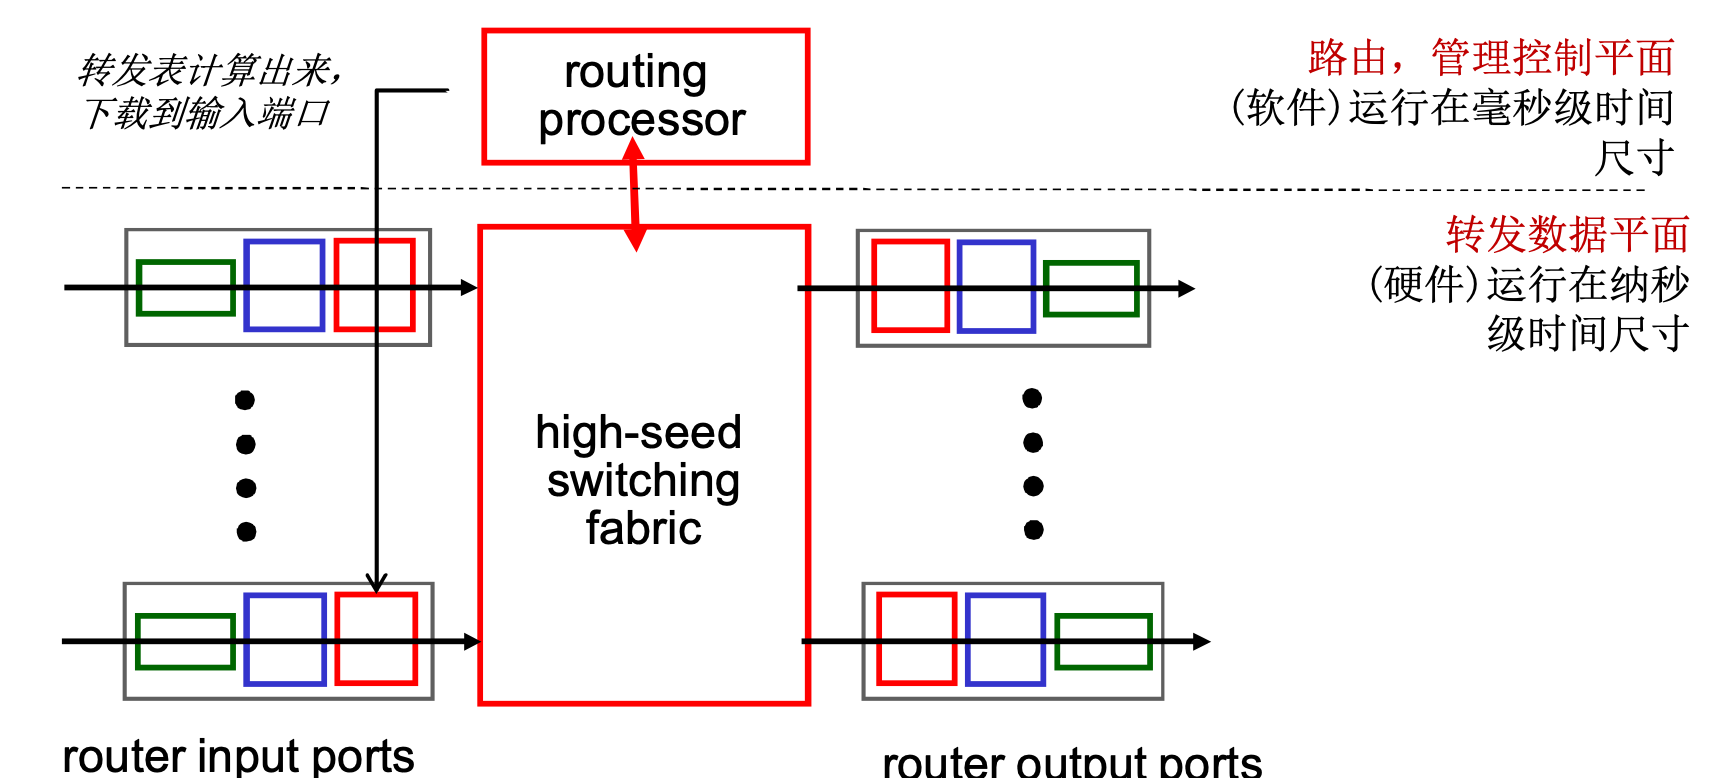 转发表计算出来，
下载到输入端口
routing
processor
路由，管理控制平面
(软件)运行在毫秒级时间
尺寸
转发数据平面
(硬件)运行在纳秒
级时间尺寸
high-seed
switching
fabric
router input ports
router output ports